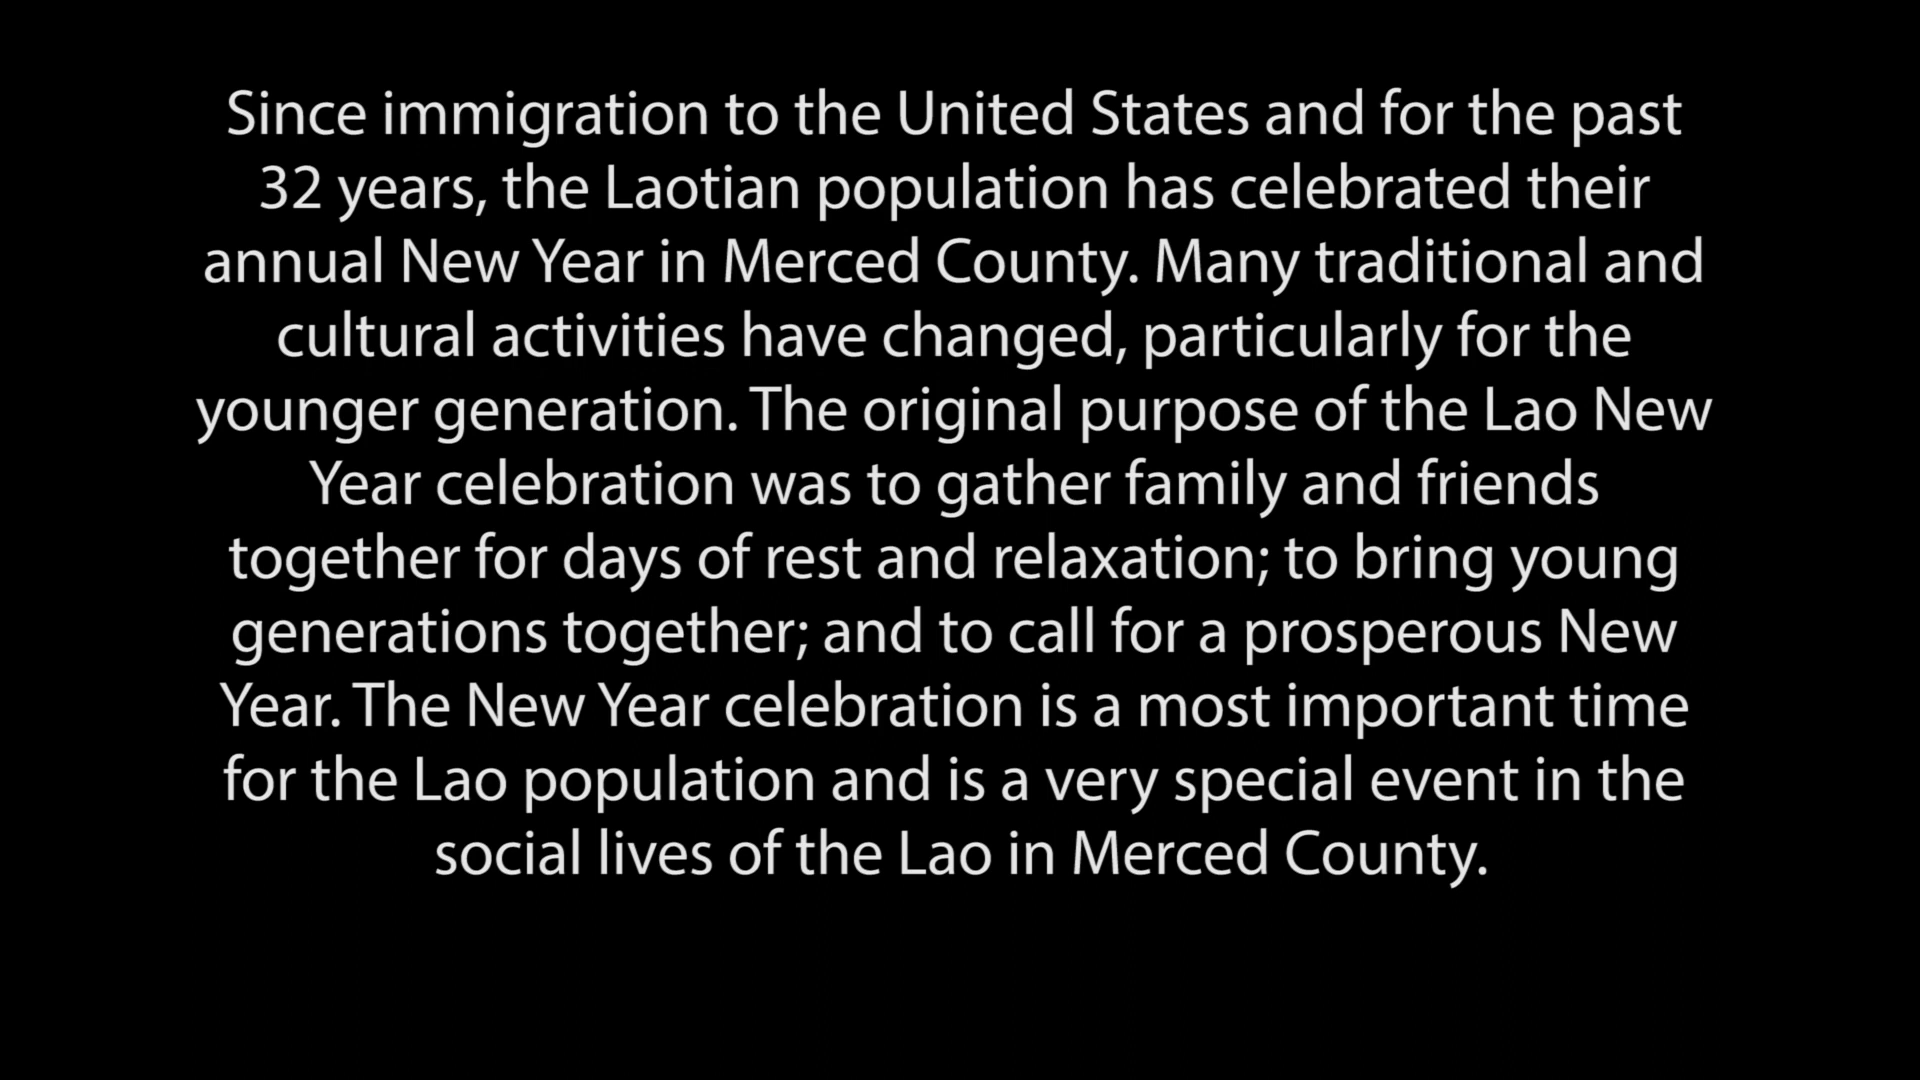 Since immigration to the United States and for the past
32 years, the Laotian population has celebrated their
annual New Year in Merced County. Many traditional and
cultural activities have changed, particularly for the
younger generation. The original purpose of the Lao New
Year celebration was to gather family and friends
together for days of rest and relaxation; to bring young
generations together; and to call for a prosperous New
Year. The New Year celebration is a most important time
for the Lao population and is a very special event in the
social lives of the Lao in Merced County.